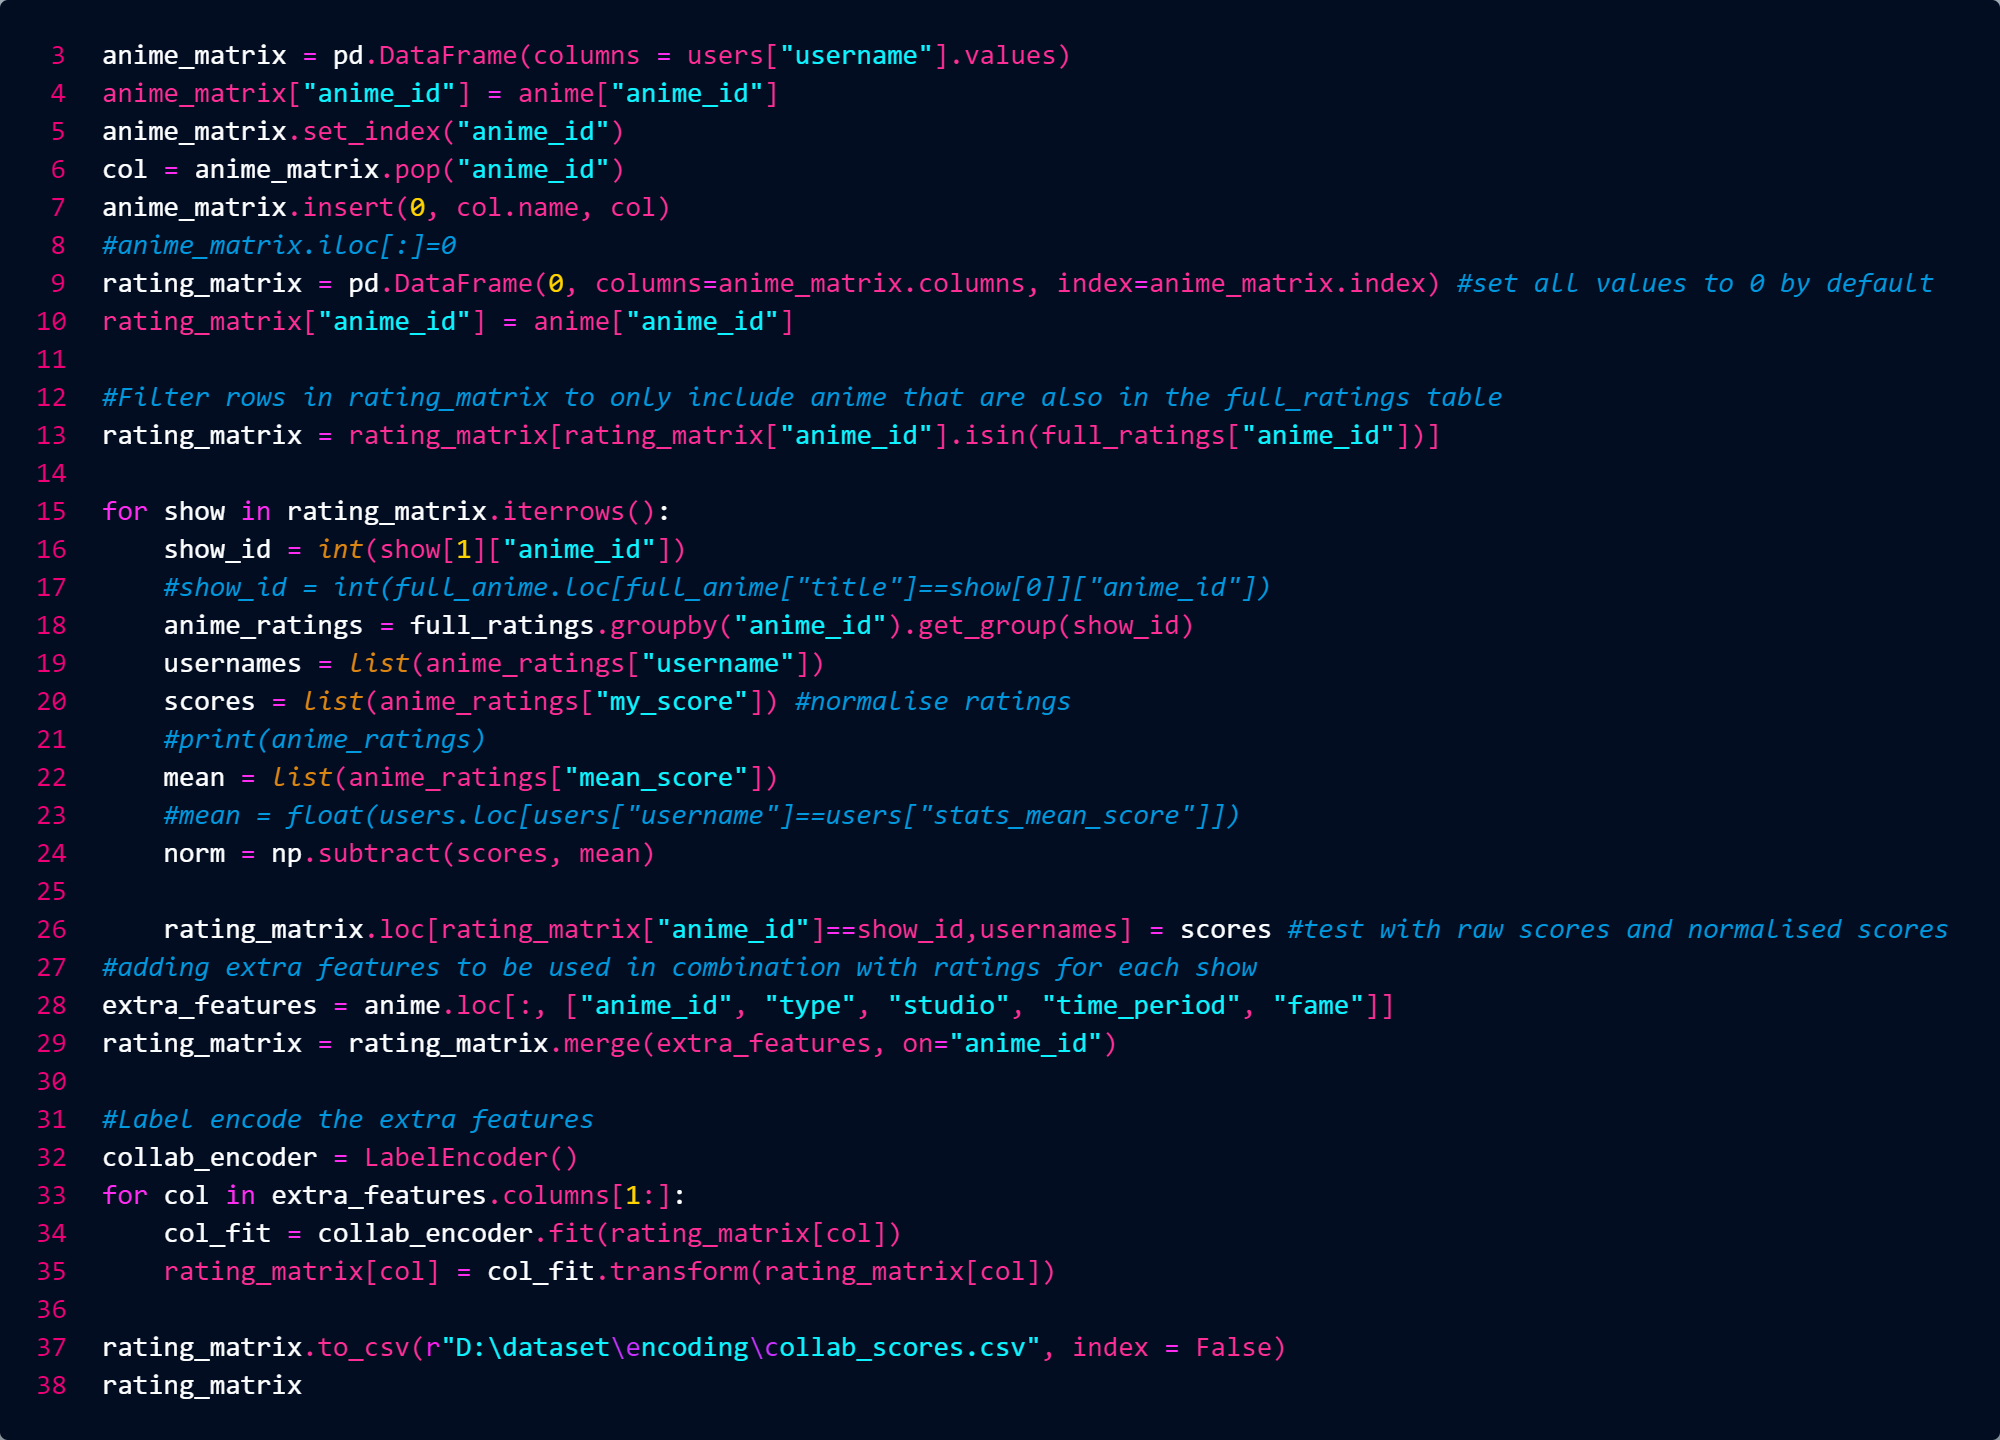 3 anime_matrix = pd.DataFrame(columns = users["username"].values)
4 anime_matrix["anime_id"] = anime["anime_id"]
5 anime_matrix.set_index("anime_id")
6 col = anime_matrix.pop("anime_id")
7 anime_matrix.insert(0, col.name, col)
8 #anime_matrix.iloc[:]=0
9 rating_matrix = pd.DataFrame(0, columns=anime_matrix.columns, index=anime_matrix.index) #set all values to 0 by default
10 rating_matrix["anime_id"] = anime["anime_id"]
11
12 #Filter rows in rating_matrix to only include anime that are also in the full_ratings table
13 rating_matrix = rating_matrix[rating_matrix["anime_id"].isin(full_ratings["anime_id"])]
14
15 for show in rating_matrix.iterrows():
16     show_id = int(show[1]["anime_id"])
17     #show_id = int(full_anime.loc[full_anime["title"]==show[0]]["anime_id"])
18     anime_ratings = full_ratings.groupby("anime_id").get_group(show_id)
19     usernames = list(anime_ratings["username"])
20     scores = list(anime_ratings["my_score"]) #normalise ratings
21     #print(anime_ratings)
22     mean = list(anime_ratings["mean_score"])
23     #mean = float(users.loc[users["username"]==users["stats_mean_score"]])
24     norm = np.subtract(scores, mean)
25
26     rating_matrix.loc[rating_matrix["anime_id"]==show_id,usernames] = scores #test with raw scores and normalised scores
27 #adding extra features to be used in combination with ratings for each show
28 extra_features = anime.loc[:, ["anime_id", "type", "studio", "time_period", "fame"]]
29 rating_matrix = rating_matrix.merge(extra_features, on="anime_id")
30
31 #Label encode the extra features
32 collab_encoder = LabelEncoder()
33 for col in extra_features.columns[1:]:
34     col_fit = collab_encoder.fit(rating_matrix[col])
35     rating_matrix[col] = col_fit.transform(rating_matrix[col])
36
37 rating_matrix.to_csv(r"D:\dataset\encoding\collab_scores.csv", index = False)
38 rating_matrix